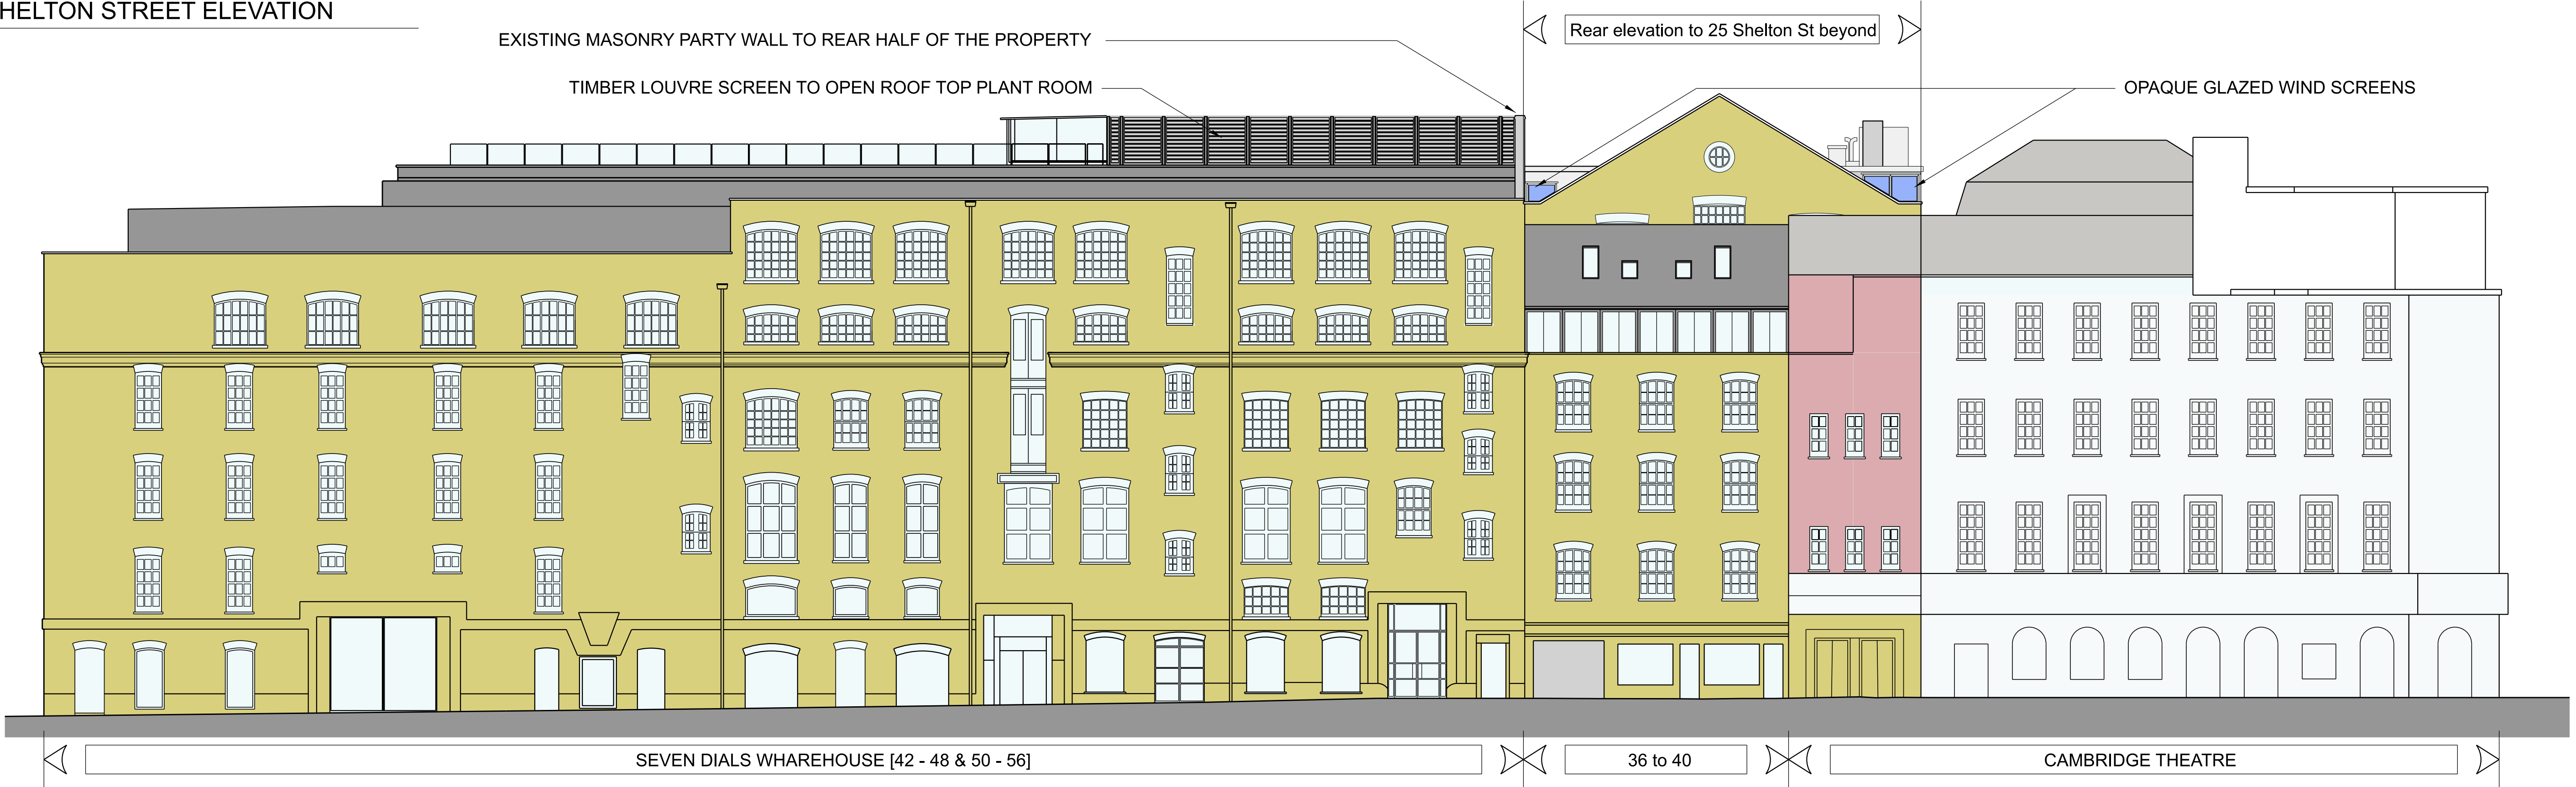 HELTON STREET ELEVATION
Rear elevation to 25 Shelton St beyond
EXISTING MASONRY PARTY WALL TO REAR HALF OF THE PROPERTY
TIMBER LOUVRE SCREEN TO OPEN ROOF TOP PLANT ROOM
OPAQUE GLAZED WIND SCREENS
SEVEN DIALS WHAREHOUSE [42 - 48 & 50 - 56]
36 to 40
CAMBRIDGE THEATRE